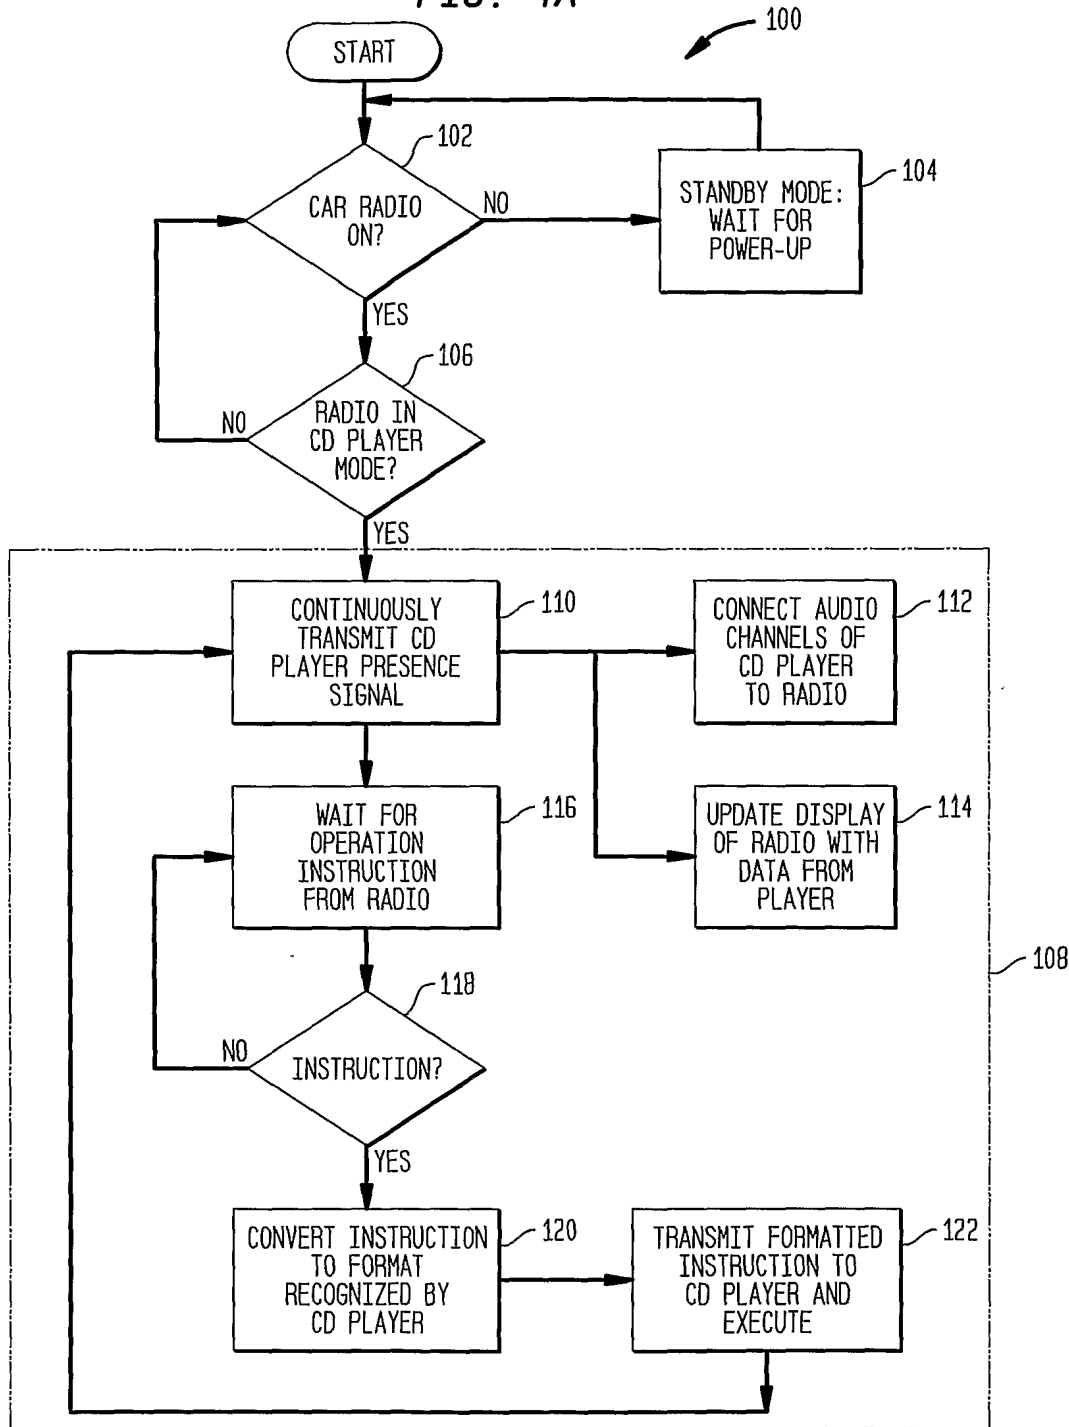 FIG. 4A
100
START
102
CAR RADIO
ON?
NO
STANDBY MODE:
WAIT FOR
POWER-UP
104
YES
106
RADIO IN
CD PLAYER
MODE?
NO
YES
CONTINUOUSLY
TRANSMIT CD
PLAYER PRESENCE
SIGNAL
110
CONNECT AUDIO
CHANNELS OF
CD PLAYER
TO RADIO
112
WAIT FOR
OPERATION
INSTRUCTION
FROM RADIO
116
UPDATE DISPLAY
OF RADIO WITH
DATA FROM
PLAYER
114
108
118
INSTRUCTION?
NO
YES
CONVERT INSTRUCTION
TO FORMAT
RECOGNIZED BY
CD PLAYER
120
TRANSMIT FORMATTED
INSTRUCTION TO
CD PLAYER AND
EXECUTE
122